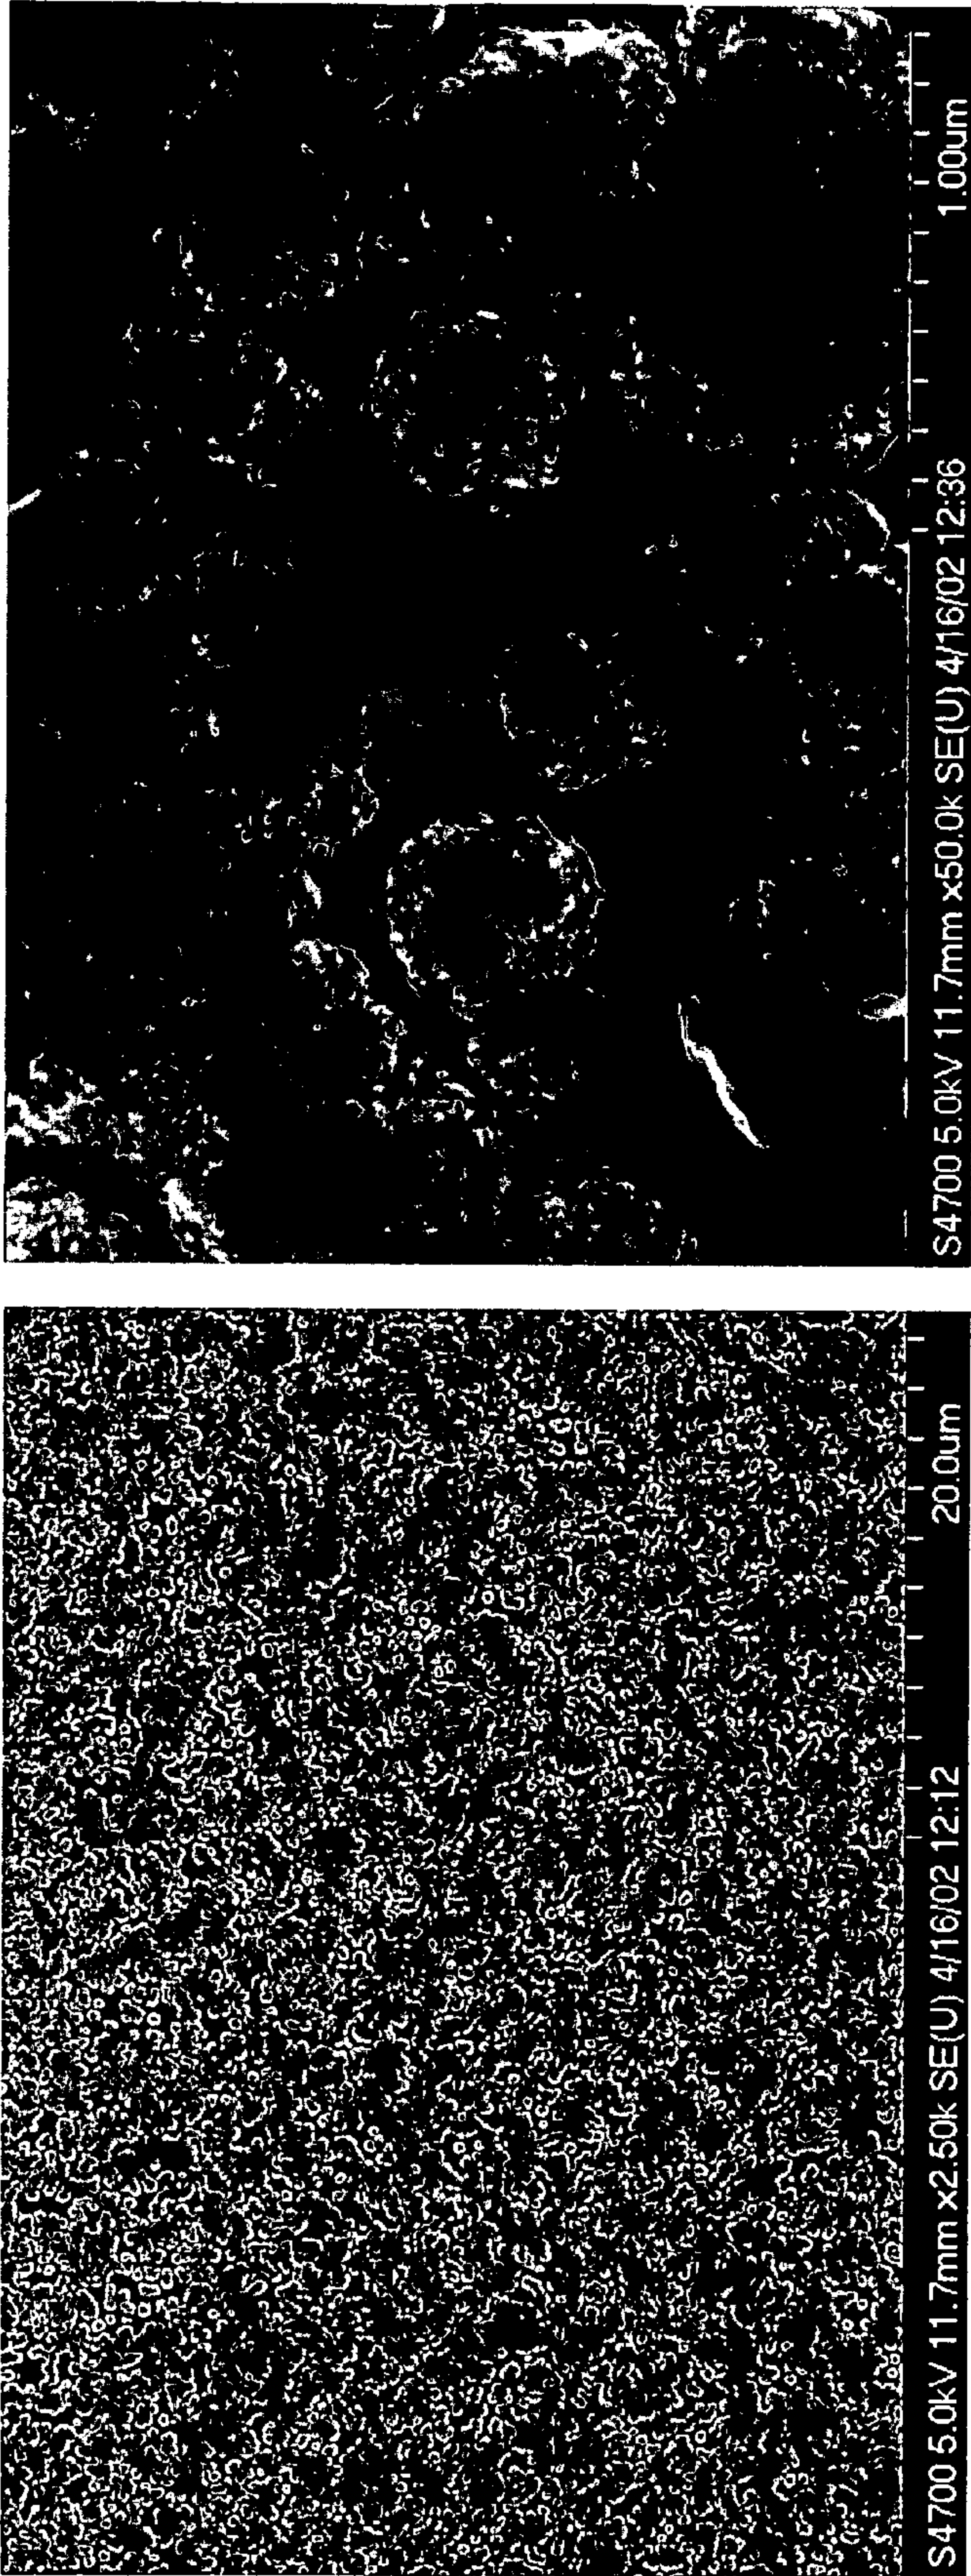 S4700 5.0kV 11.7mm x2.50k SE(U) 4/16/02 12:12 20.0um
S4700 5.0kV 11.7mm x50.0k SE(U) 4/16/02 12:36 1.00um